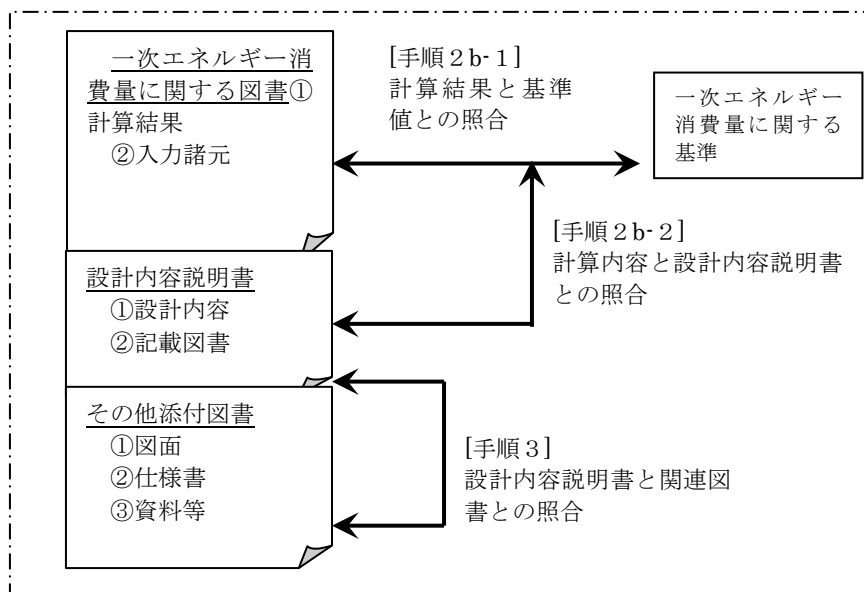 一次エネルギー消
費量に関する図書①
計算結果
②入力諸元
[手順２b-１]
計算結果と基準
値との照合
一次エネルギー
消費量に関する
基準
[手順２b-２]
計算内容と設計内容説明書
との照合
設計内容説明書
①設計内容
②記載図書
その他添付図書
①図面
②仕様書
③資料等
[手順３]
設計内容説明書と関連図
書との照合